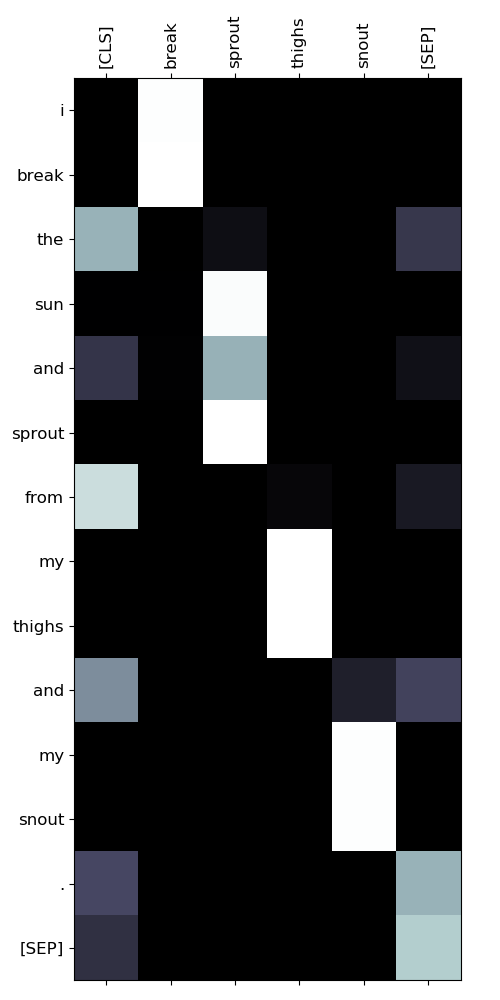 [CLS] break sprout thighs snout [SEP]
i
break
the
sun
and
sprout
from
my
thighs
and
my
snout
.
[SEP]